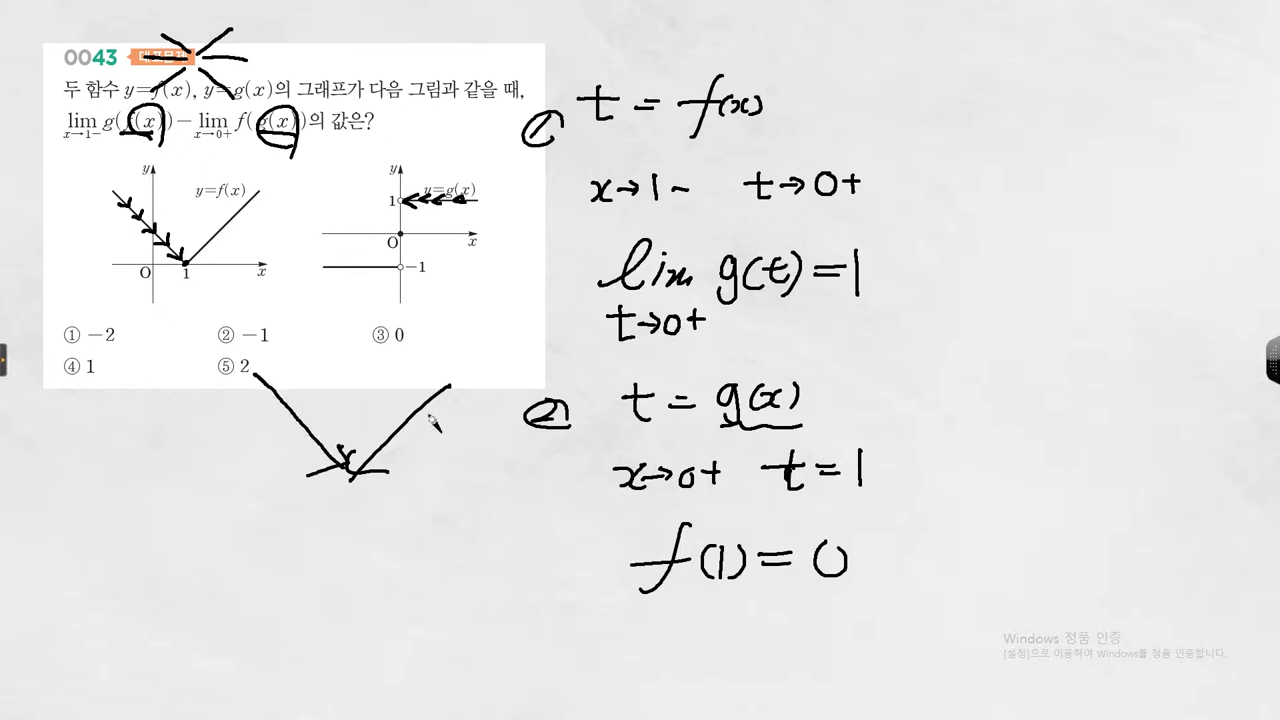 0043 대표문제
두 함수 y=f(x), y=g(x)의 그래프가 다음 그림과 같을 때,
lim x→1− g(f(x))− lim x→0+ f(g(x))의 값은?
y
y=f(x)
O 1 x
y
y=g(x)
1
O x
−1
① −2 ② −1 ③ 0
④ 1 ⑤ 2
① t = f(x)
x→1− t→0+
lim g(t)=1
t→0+
② t = g(x)
x→0+ t=1
f(1)=0
Windows 정품 인증
[설정]으로 이동하여 Windows를 정품 인증합니다.